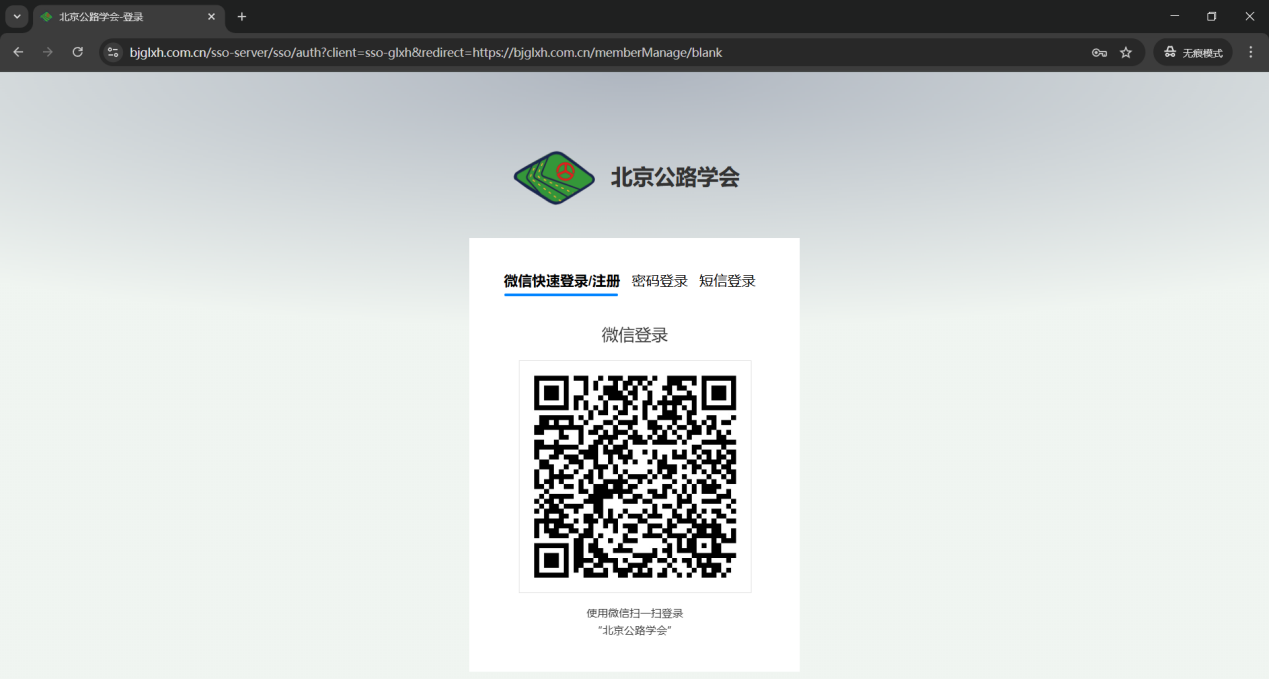 北京公路学会-登录
bjglxh.com.cn/sso-server/sso/auth?client=sso-glxh&redirect=https://bjglxh.com.cn/memberManage/blank
无痕模式
北京公路学会
微信快速登录/注册 密码登录 短信登录
微信登录
使用微信扫一扫登录
“北京公路学会”